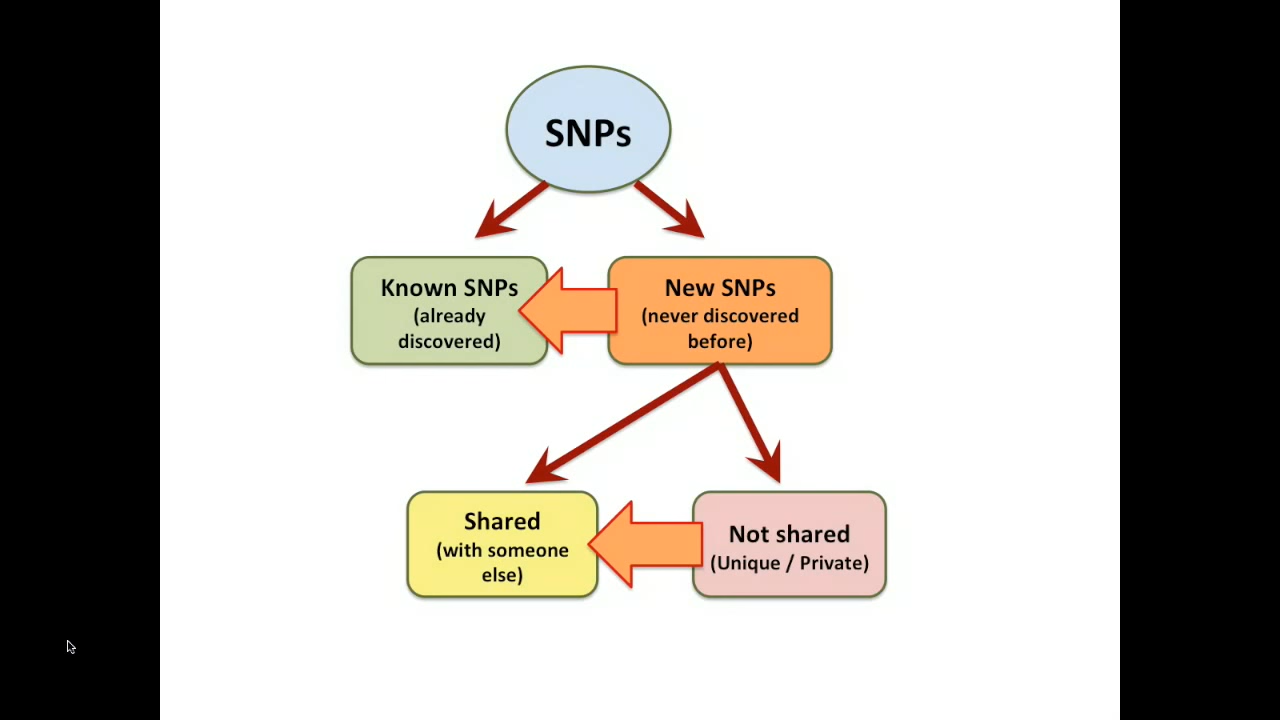 SNPs
Known SNPs
(already
discovered)
New SNPs
(never discovered
before)
Shared
(with someone
else)
Not shared
(Unique / Private)